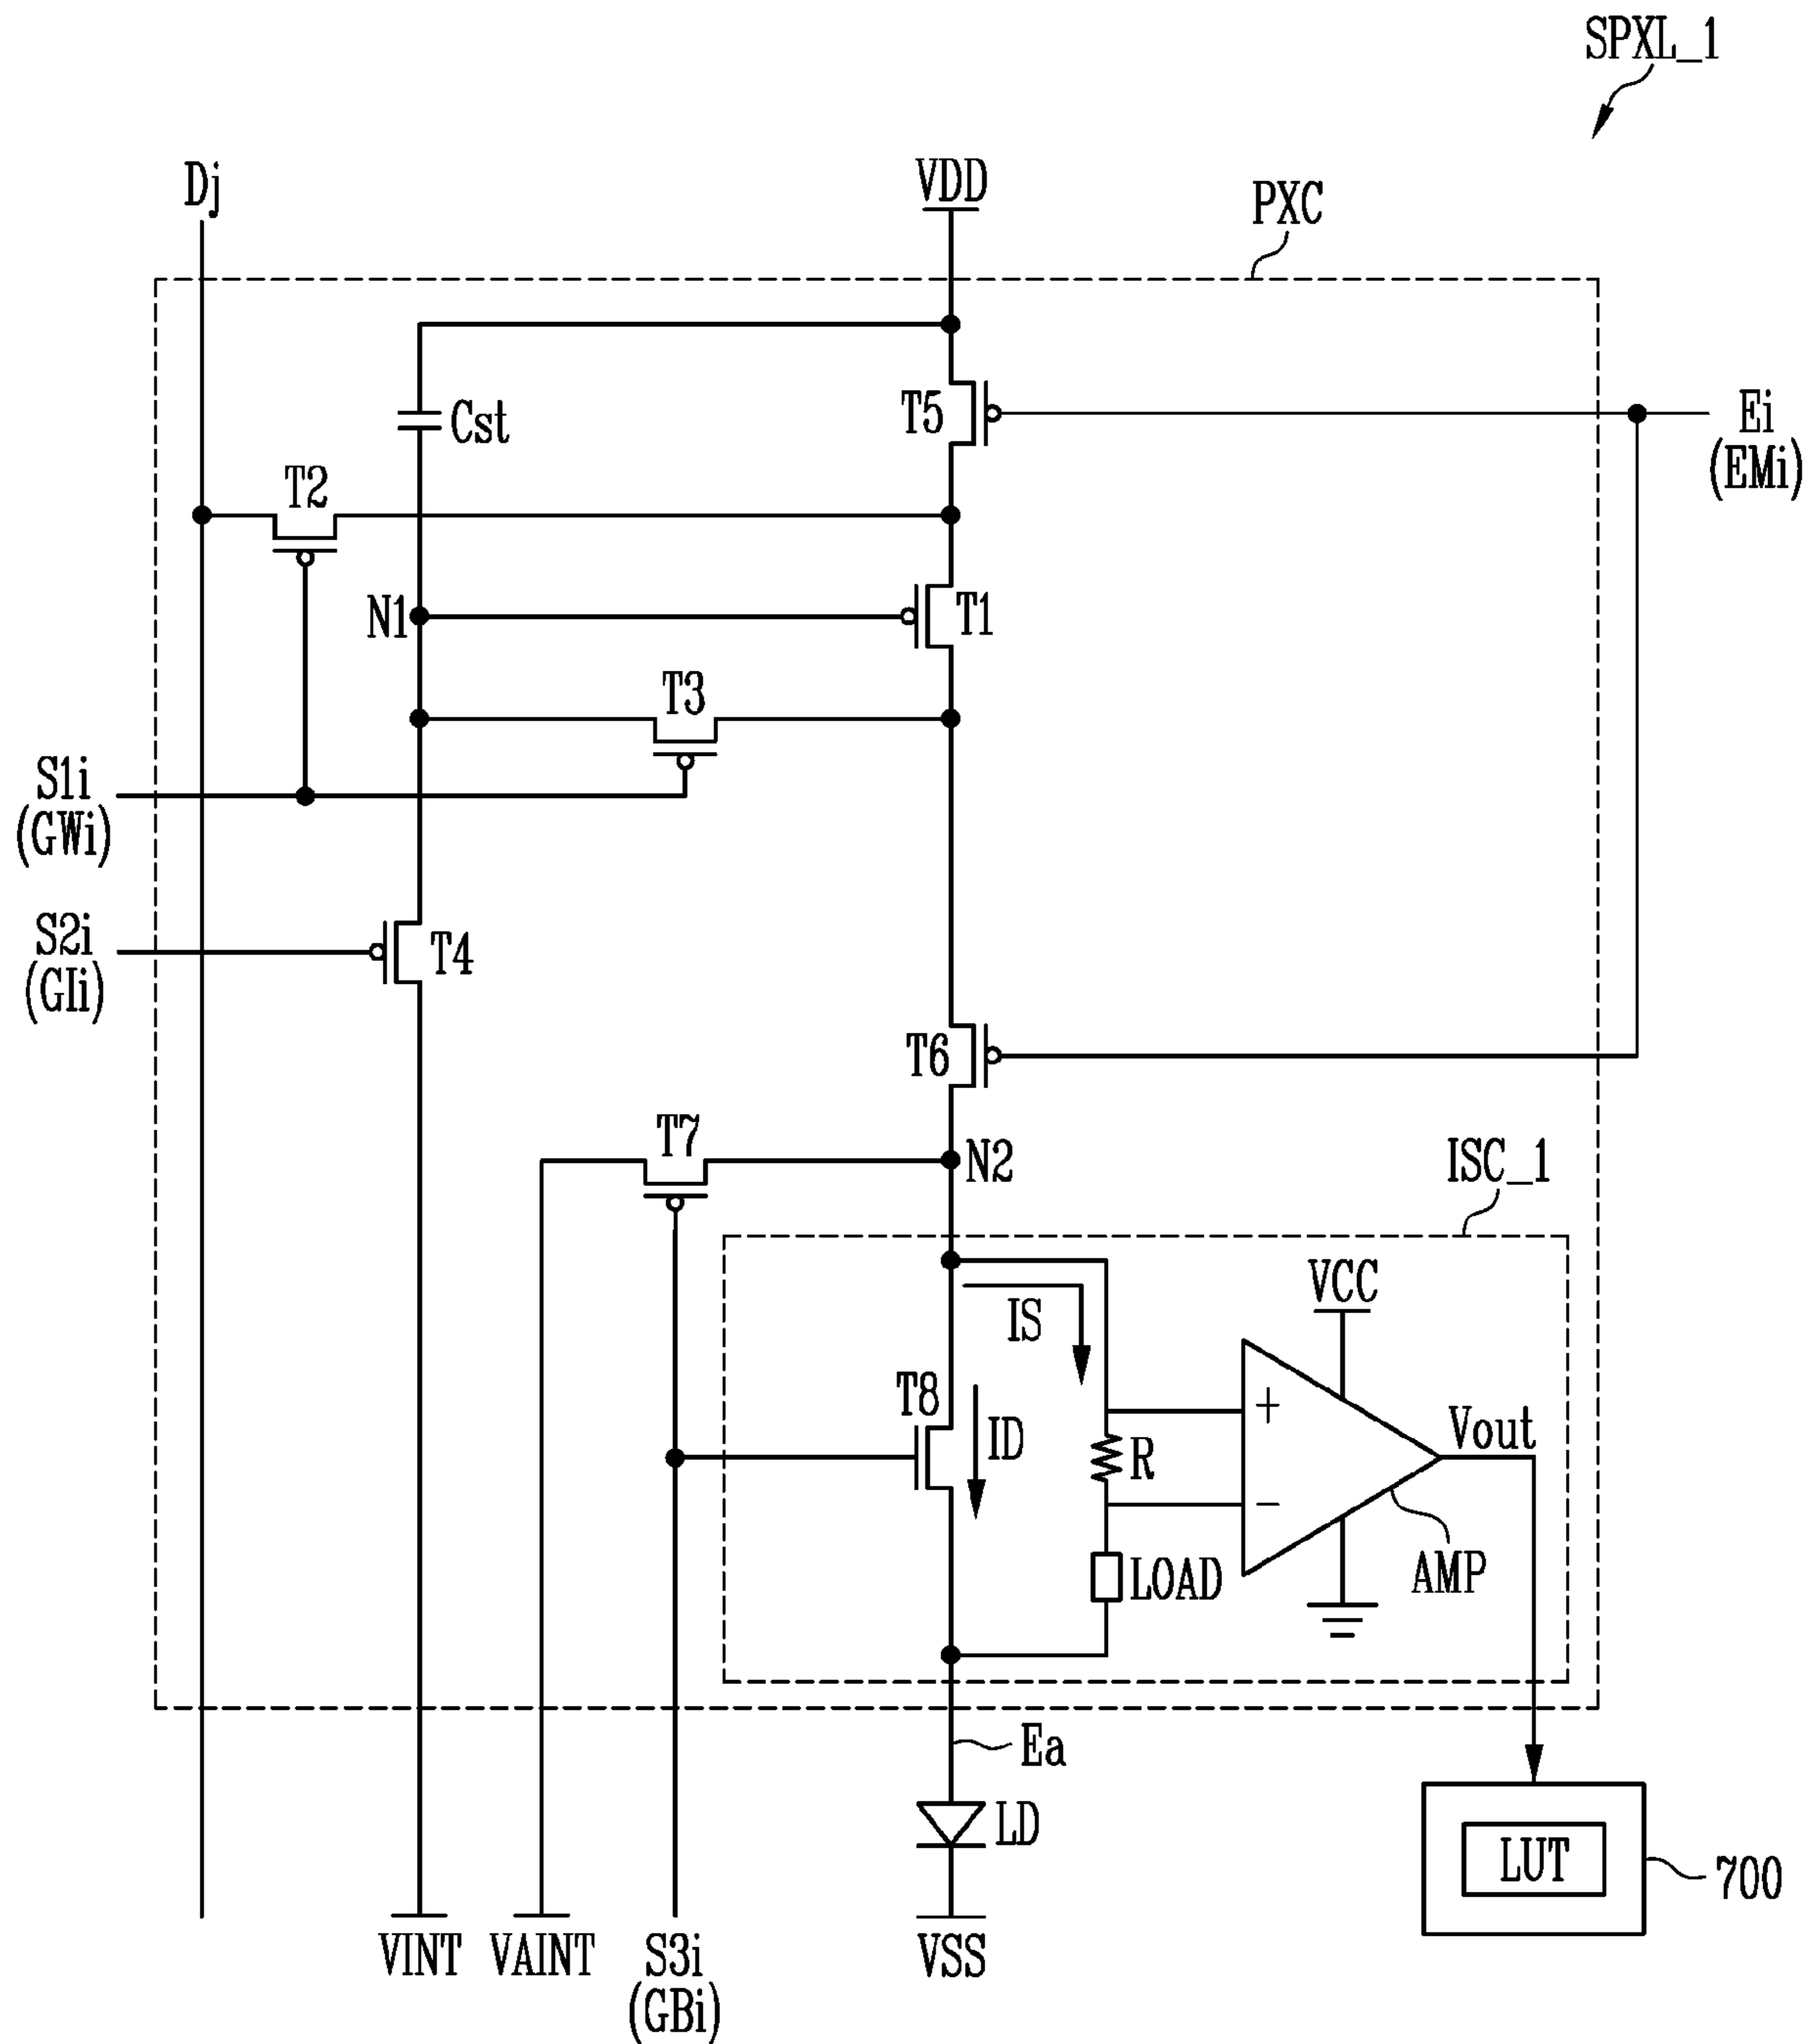 SPXL_1
Dj
VDD
PXC
Cst
T5
Ei
(EMi)
T2
N1
T1
T3
S1i
(GWi)
S2i
(GIi)
T4
T6
T7
N2
ISC_1
VCC
IS
T8
ID
+
R
−
Vout
LOAD
AMP
Ea
LD
LUT
700
VINT
VAINT
S3i
(GBi)
VSS